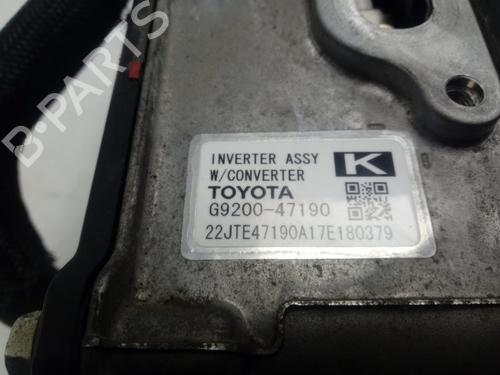 B-PARTS
INVERTER ASSY
W/CONVERTER
K
TOYOTA
G9200-47190
22JTE47190A17E180379